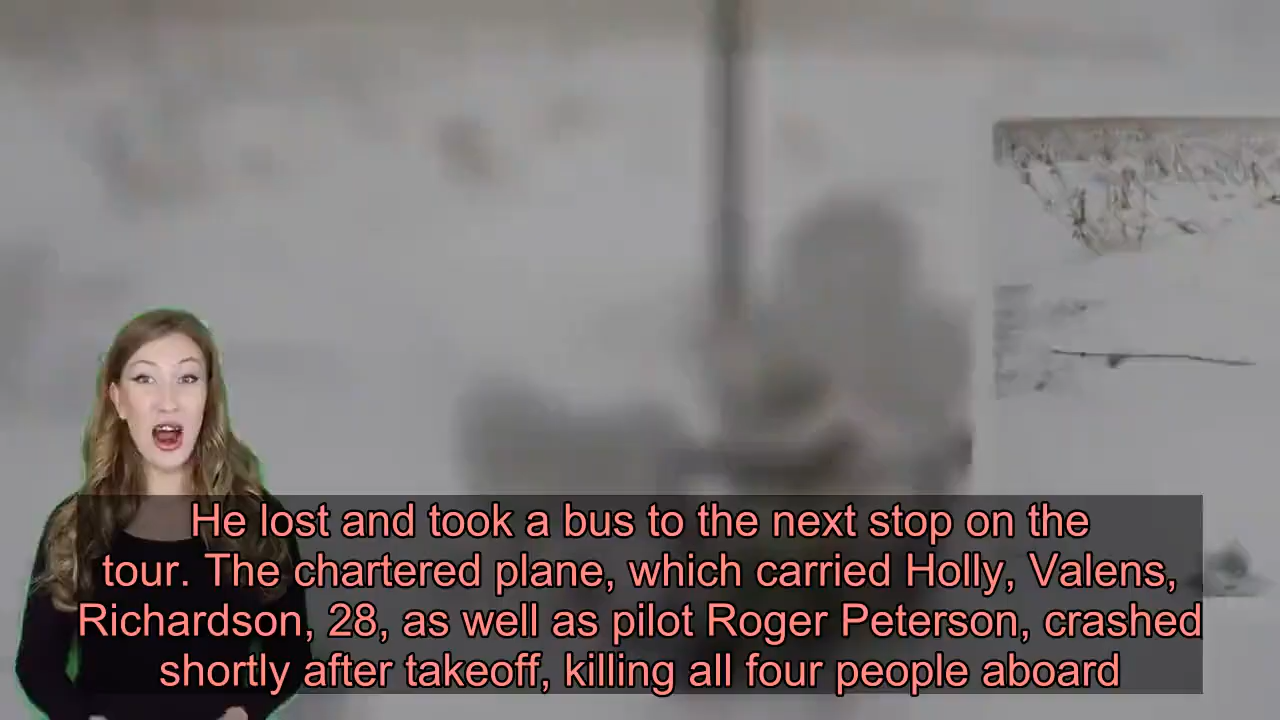 He lost and took a bus to the next stop on the
tour. The chartered plane, which carried Holly, Valens,
Richardson, 28, as well as pilot Roger Peterson, crashed
shortly after takeoff, killing all four people aboard